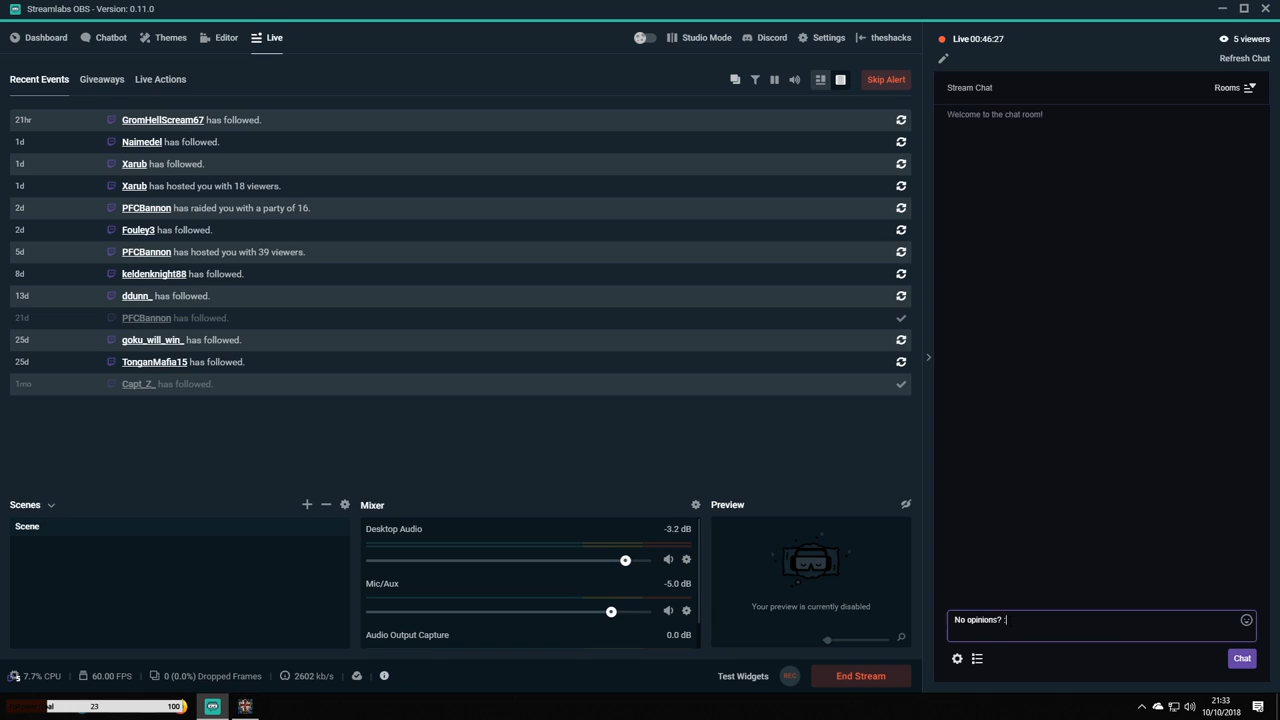 Streamlabs OBS - Version: 0.11.0
Dashboard Chatbot Themes Editor Live
Studio Mode Discord Settings theshacks
Live 00:46:27 5 viewers
Refresh Chat
Recent Events Giveaways Live Actions
Skip Alert
Stream Chat Rooms
Welcome to the chat room!
21hr GromHellScream67 has followed.
1d Naimedel has followed.
1d Xarub has followed.
1d Xarub has hosted you with 18 viewers.
2d PFCBannon has raided you with a party of 16.
2d Fouley3 has followed.
5d PFCBannon has hosted you with 39 viewers.
8d keldenknight88 has followed.
13d ddunn_ has followed.
21d PFCBannon has followed.
25d goku_will_win_ has followed.
25d TonganMafia15 has followed.
1mo Capt_Z_ has followed.
Scenes
Scene
Mixer
Desktop Audio -3.2 dB
Mic/Aux -5.0 dB
Audio Output Capture 0.0 dB
Preview
Your preview is currently disabled
No opinions? :
Chat
7.7% CPU 60.00 FPS 0 (0.0%) Dropped Frames 2602 kb/s
Test Widgets REC End Stream
23 100
21:33
10/10/2018